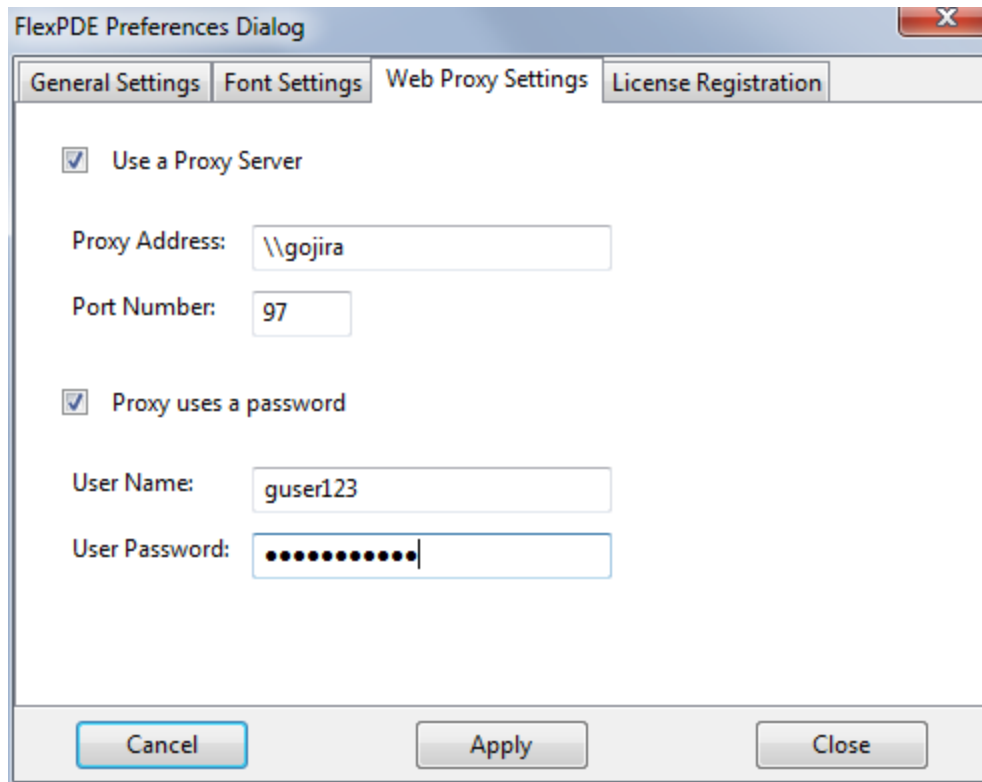 FlexPDE Preferences Dialog
General Settings Font Settings Web Proxy Settings License Registration
Use a Proxy Server
Proxy Address: \\gojira
Port Number: 97
Proxy uses a password
User Name: guser123
User Password: ●●●●●●●●●●●
Cancel Apply Close